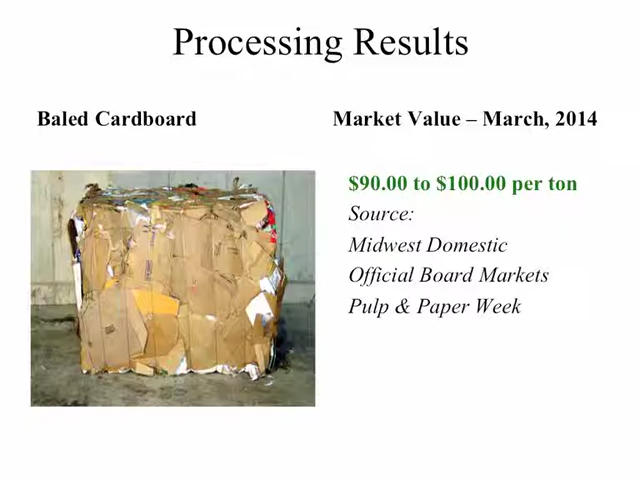 Processing Results
Baled Cardboard
Market Value – March, 2014
$90.00 to $100.00 per ton
Source:
Midwest Domestic
Official Board Markets
Pulp & Paper Week